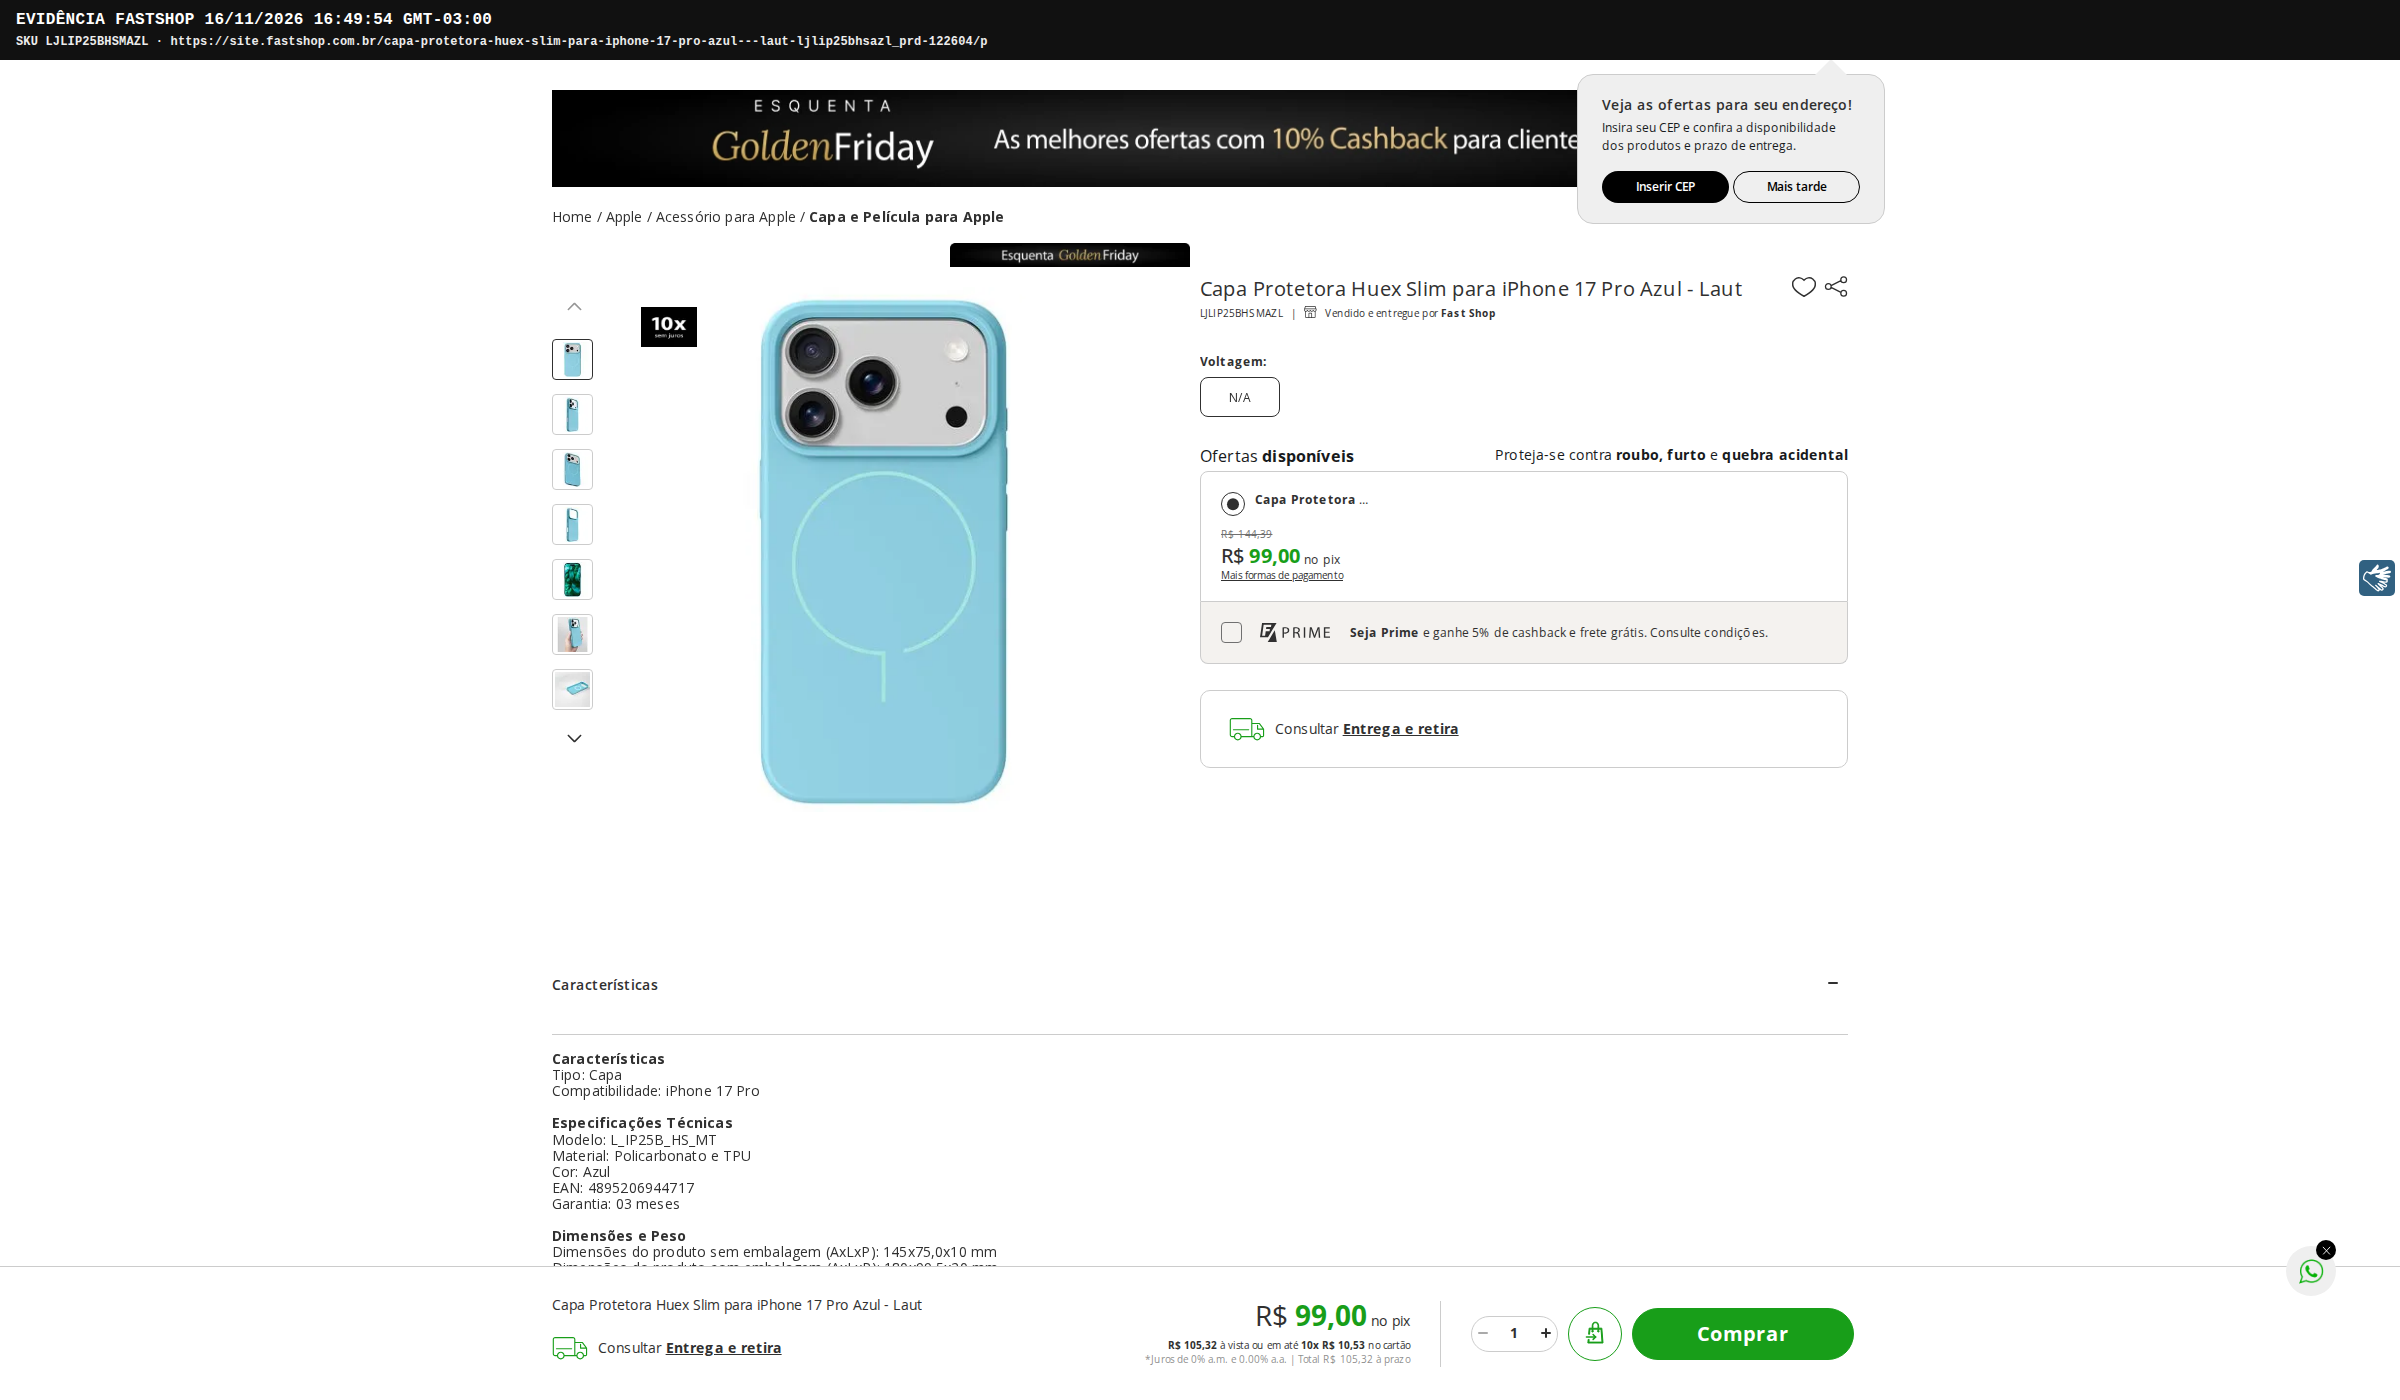 EVIDÊNCIA FASTSHOP 16/11/2026 16:49:54 GMT-03:00
SKU LJLIP25BHSMAZL · https://site.fastshop.com.br/capa-protetora-huex-slim-para-iphone-17-pro-azul---laut-ljlip25bhsazl_prd-122604/p
ESQUENTA
GoldenFriday
As melhores ofertas com 10% Cashback para cliente
Veja as ofertas para seu endereço!
Insira seu CEP e confira a disponibilidade
dos produtos e prazo de entrega.
Inserir CEP
Mais tarde
Home / Apple / Acessório para Apple / Capa e Película para Apple
Esquenta GoldenFriday
10x
sem juros
Capa Protetora Huex Slim para iPhone 17 Pro Azul - Laut
LJLIP25BHSMAZL | Vendido e entregue por Fast Shop
Voltagem:
N/A
Ofertas disponíveis
Proteja-se contra roubo, furto e quebra acidental
Capa Protetora ...
R$ 144,39
R$ 99,00 no pix
Mais formas de pagamento
PRIME
Seja Prime e ganhe 5% de cashback e frete grátis. Consulte condições.
Consultar Entrega e retira
Características
Características
Tipo: Capa
Compatibilidade: iPhone 17 Pro
Especificações Técnicas
Modelo: L_IP25B_HS_MT
Material: Policarbonato e TPU
Cor: Azul
EAN: 4895206944717
Garantia: 03 meses
Dimensões e Peso
Dimensões do produto sem embalagem (AxLxP): 145x75,0x10 mm
Capa Protetora Huex Slim para iPhone 17 Pro Azul - Laut
Consultar Entrega e retira
R$ 99,00 no pix
R$ 105,32 à vista ou em até 10x R$ 10,53 no cartão
*Juros de 0% a.m. e 0.00% a.a. | Total R$ 105,32 à prazo
1
Comprar